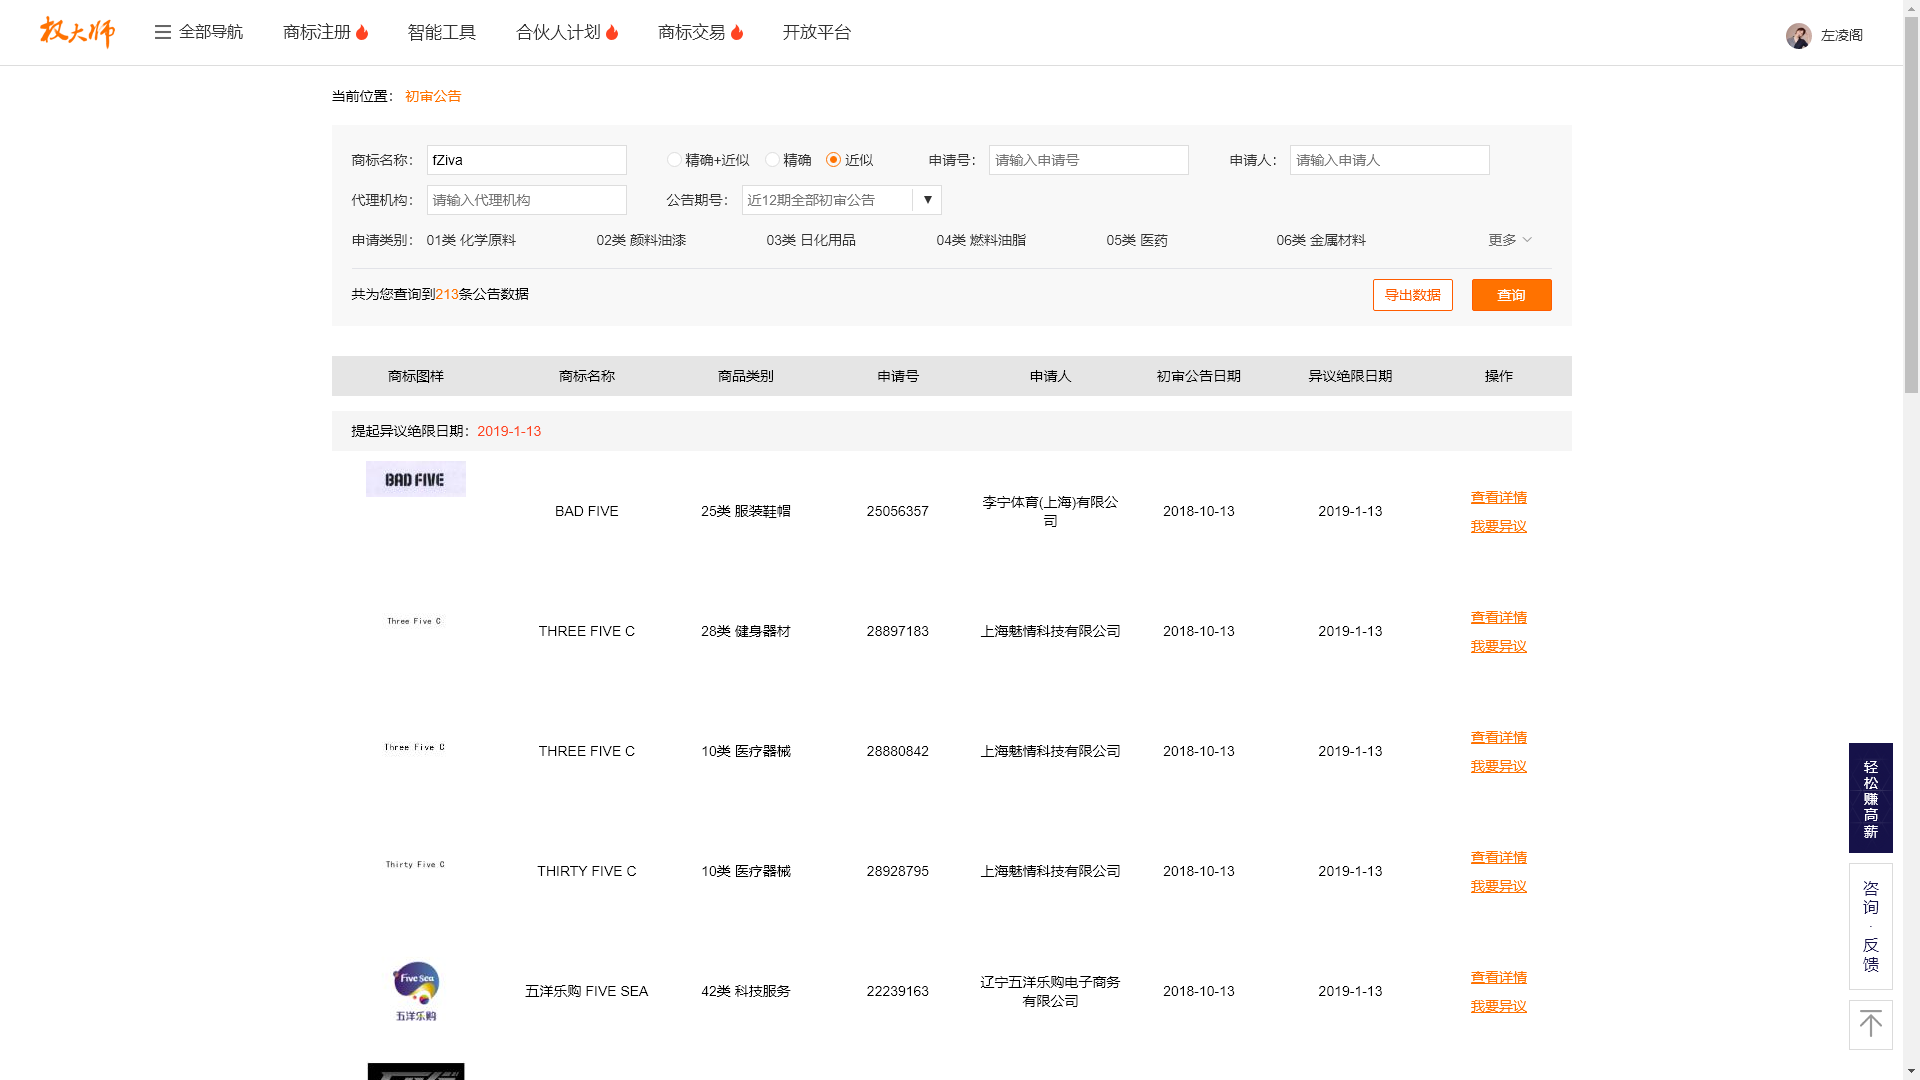 权大师
全部导航 商标注册 智能工具 合伙人计划 商标交易 开放平台 左凌阁
当前位置： 初审公告
商标名称： fZiva 精确+近似 精确 近似 申请号： 请输入申请号 申请人： 请输入申请人
代理机构： 请输入代理机构 公告期号： 近12期全部初审公告 ▼
申请类别： 01类 化学原料 02类 颜料油漆 03类 日化用品 04类 燃料油脂 05类 医药 06类 金属材料 更多
共为您查询到213条公告数据 导出数据 查询
商标图样 商标名称 商品类别 申请号 申请人 初审公告日期 异议绝限日期 操作
提起异议绝限日期：2019-1-13
BAD FIVE
BAD FIVE 25类 服装鞋帽 25056357 李宁体育(上海)有限公司 2018-10-13 2019-1-13 查看详情
我要异议
Three Five C
THREE FIVE C 28类 健身器材 28897183 上海魅情科技有限公司 2018-10-13 2019-1-13 查看详情
我要异议
Three Five C
THREE FIVE C 10类 医疗器械 28880842 上海魅情科技有限公司 2018-10-13 2019-1-13 查看详情
我要异议
Thirty Five C
THIRTY FIVE C 10类 医疗器械 28928795 上海魅情科技有限公司 2018-10-13 2019-1-13 查看详情
我要异议
Five Sea
五洋乐购
五洋乐购 FIVE SEA 42类 科技服务 22239163 辽宁五洋乐购电子商务有限公司 2018-10-13 2019-1-13 查看详情
我要异议
轻松赚高薪
咨询·反馈